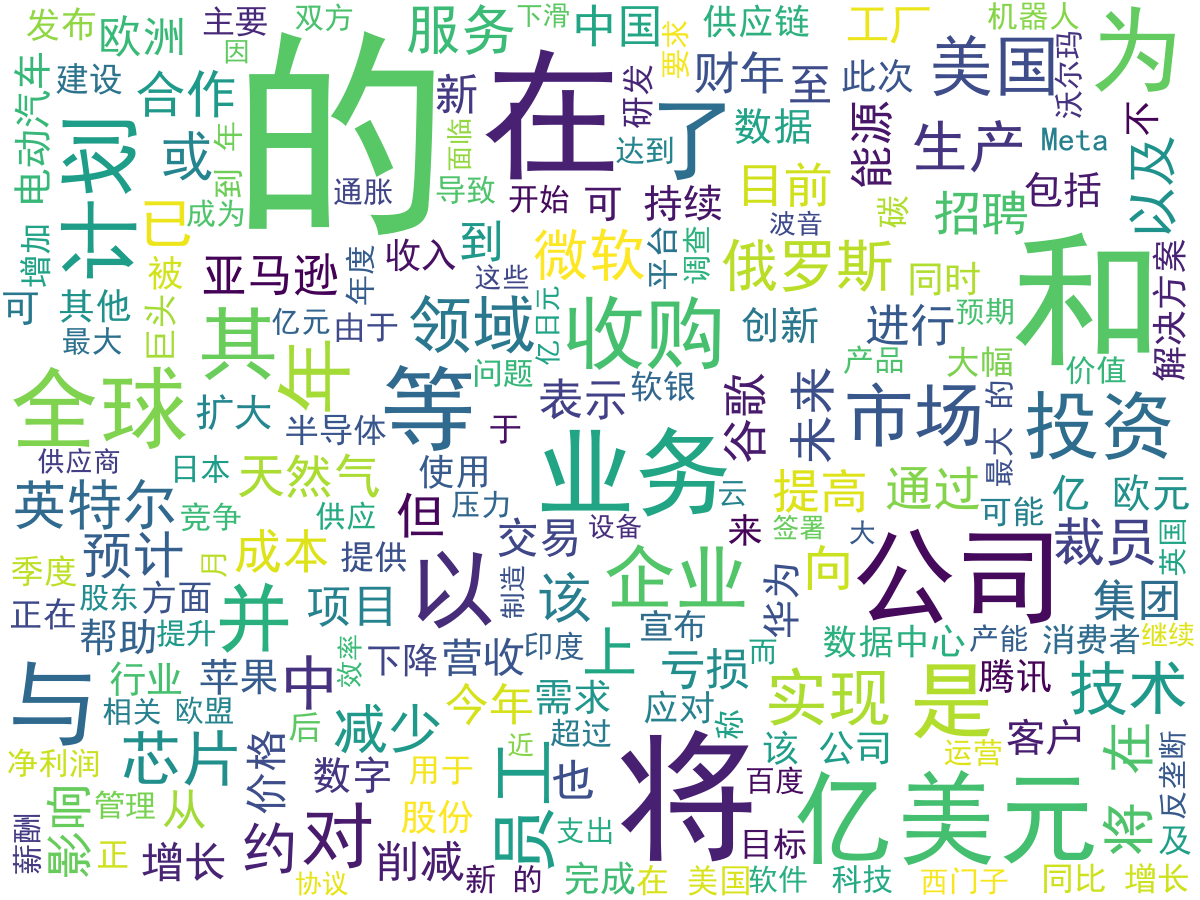 发布
欧洲
主要
双方
下滑
服务
中国
供应链
工厂
机器人
因
要求
的
在
了
为
美国
沃尔玛
建设
合作
新
研发
财年
至
此次
电动汽车
计划
或
年
到
面临
达到
数据
能源
生产
Meta
不
以及
已
成为
通胀
导致
开始
可
持续
目前
碳
招聘
包括
增加
被
亚马逊
收入
到
微软
平台
调查
波音
俄罗斯
同时
和
解决方案
可
其他
巨头
年度
这些
亿日元
创新
进行
预期
最大
其
亿元
由于
领域
收购
产品
大幅
价值
全球
年
问题
软银
扩大
等
表示
谷歌
未来
市场
最大 的
投资
半导体
于
业务
供应商
日本
天然气
使用
云
提高
通过
亿 欧元
英特尔
竞争
供应
但
压力
设备
来
签署
大
可能
交易
预计
成本
提供
以
公司
裁员
英国
季度
月
制造
该
企业
华为
向
集团
正在
股东
方面
并
项目
帮助
提升
效率
下降
营收
印度
上
宣布
而
数据中心
产能
消费者
继续
与
行业
苹果
中
亏损
实现
是
腾讯
技术
相关
欧盟
后
今年
需求
应对
称
净利润
芯片
价格
减少
超过
近
该 公司
运营
客户
将 在
反垄断
数字
用于
员工
也
将
百度
亿美元
影响
管理
从
股份
支出
目标
及
薪酬
正
增长
约
对
削减
协议
新 的
完成
在 美国
软件
科技
西门子
同比 增长